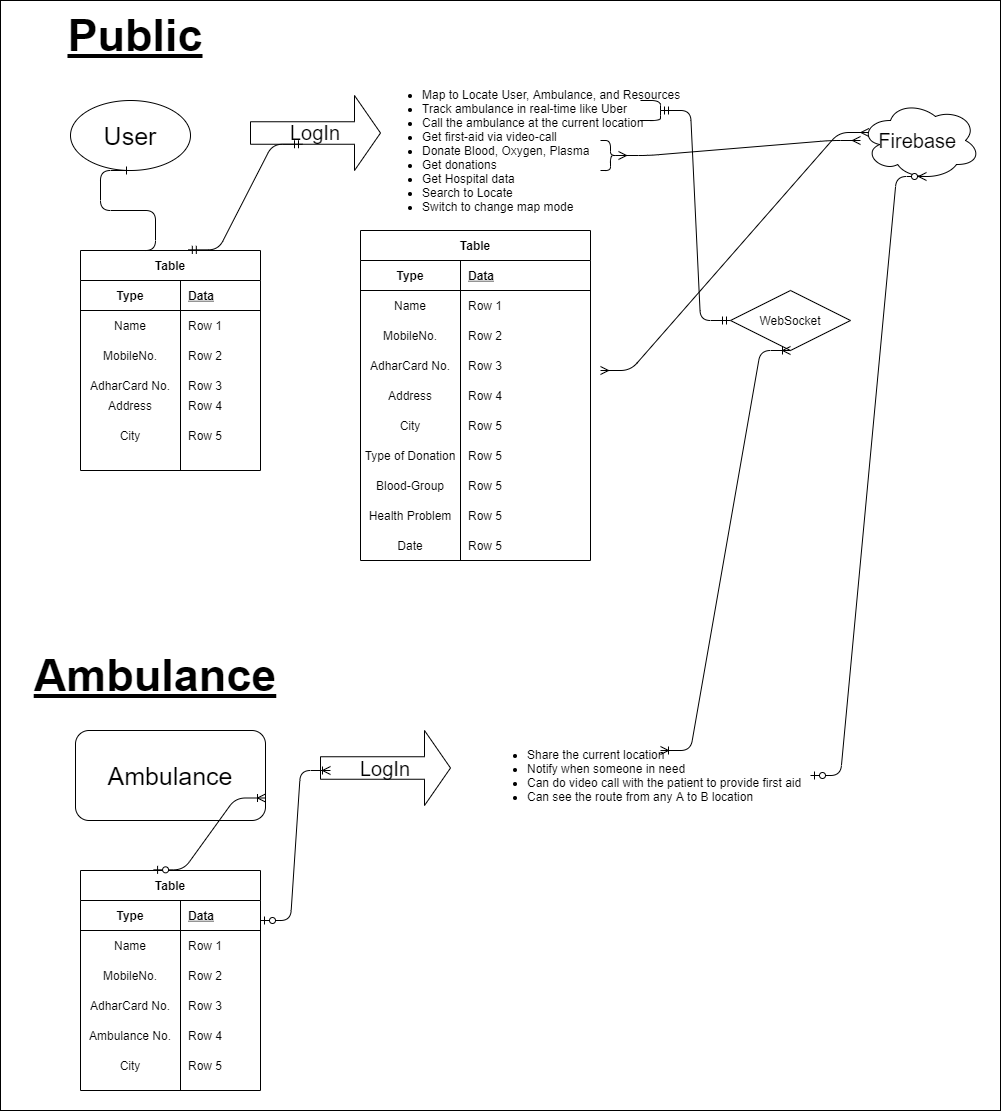 Public
User
LogIn
Map to Locate User, Ambulance, and Resources
Track ambulance in real-time like Uber
Call the ambulance at the current location
Get first-aid via video-call
Donate Blood, Oxygen, Plasma
Get donations
Get Hospital data
Search to Locate
Switch to change map mode
Firebase
Table
Type Data
Name Row 1
MobileNo. Row 2
AdharCard No. Row 3
Address Row 4
City Row 5
Table
Type Data
Name Row 1
MobileNo. Row 2
AdharCard No. Row 3
Address Row 4
City Row 5
Type of Donation Row 5
Blood-Group Row 5
Health Problem Row 5
Date Row 5
WebSocket
Ambulance
Ambulance
LogIn
Share the current location
Notify when someone in need
Can do video call with the patient to provide first aid
Can see the route from any A to B location
Table
Type Data
Name Row 1
MobileNo. Row 2
AdharCard No. Row 3
Ambulance No. Row 4
City Row 5